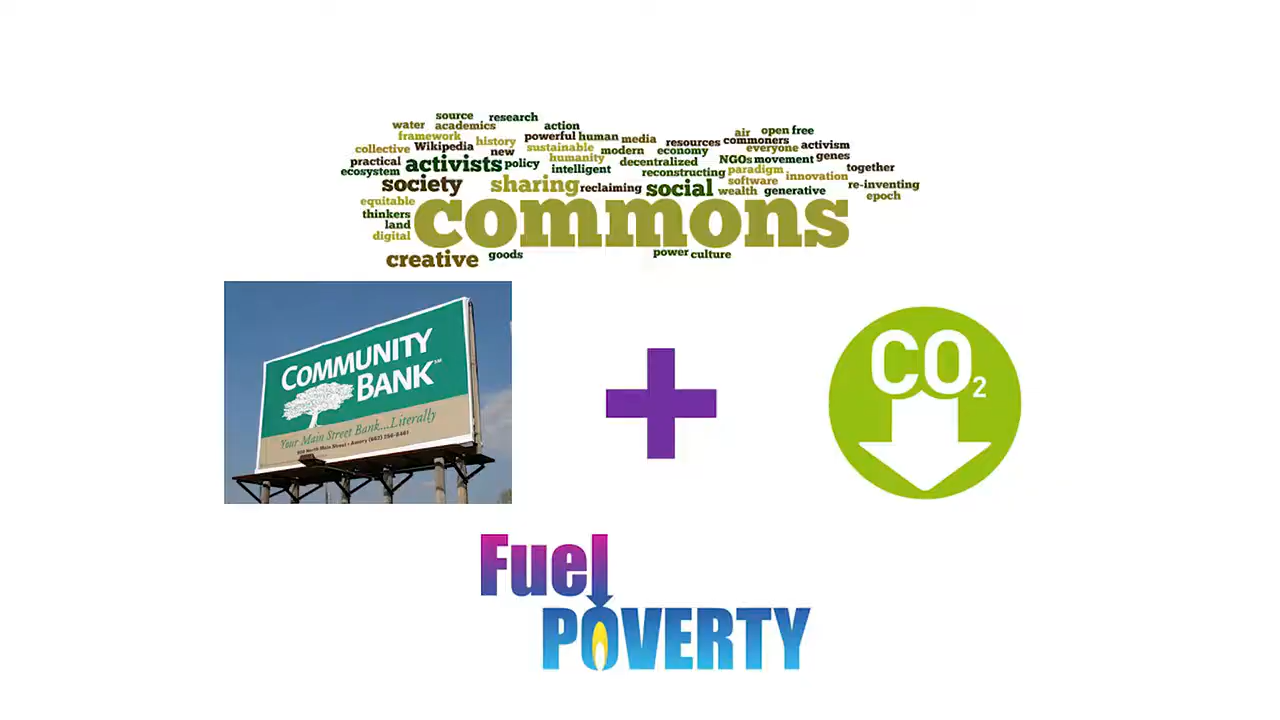 source research
water academics action
framework history powerful human media air open free
collective Wikipedia new sustainable modern resources economy commoners everyone activism
practical activists policy humanity decentralized NGOs movement genes
ecosystem intelligent reconstructing paradigm together
society sharing reclaiming social wealth software generative innovation re-inventing
equitable epoch
thinkers commons
land
digital
creative goods power culture
COMMUNITY
BANK™
Your Main Street Bank...Literally
CO2
Fuel
POVERTY